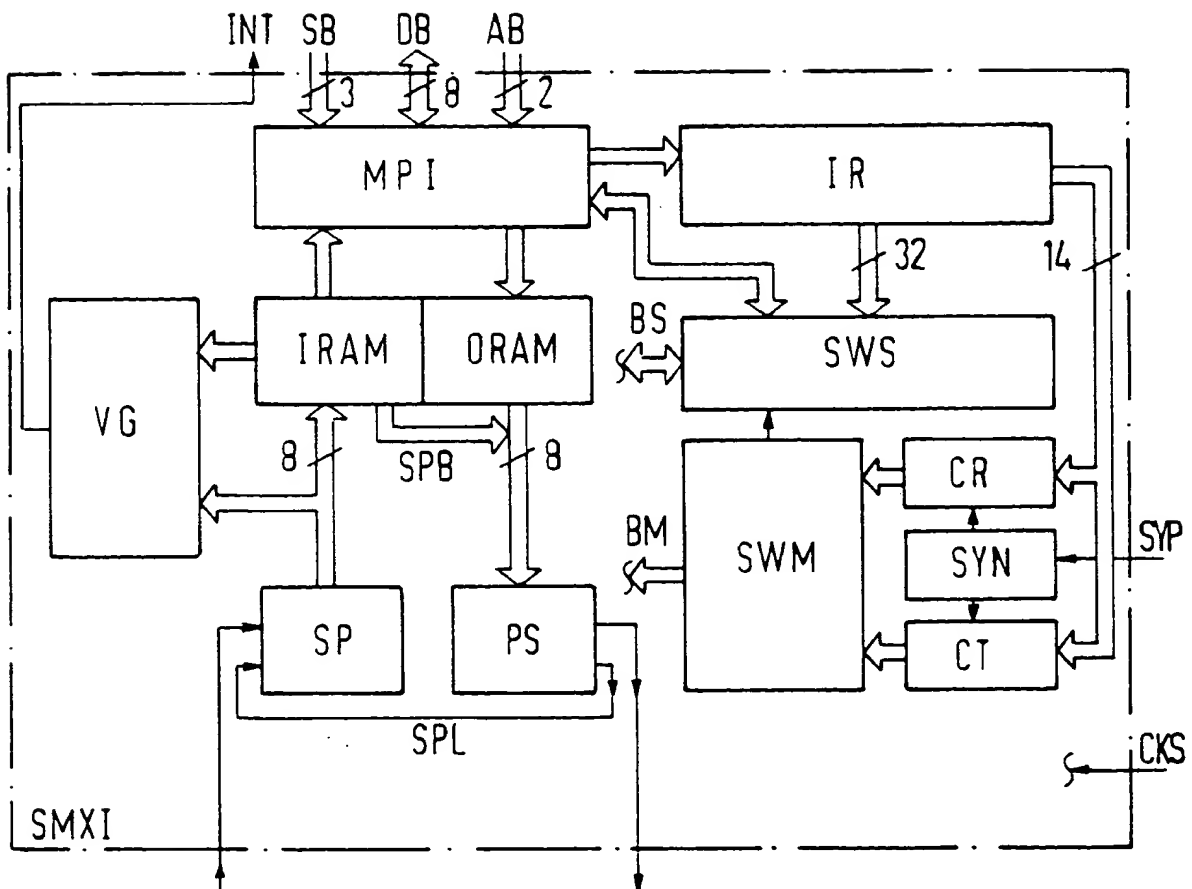 INT SB DB AB
3 8 2
MPI
IR
32
14
BS
IRAM
ORAM
SWS
VG
8
SPB
8
CR
BM
SWM
SYN
SYP
SP
PS
CT
SPL
CKS
SMXI